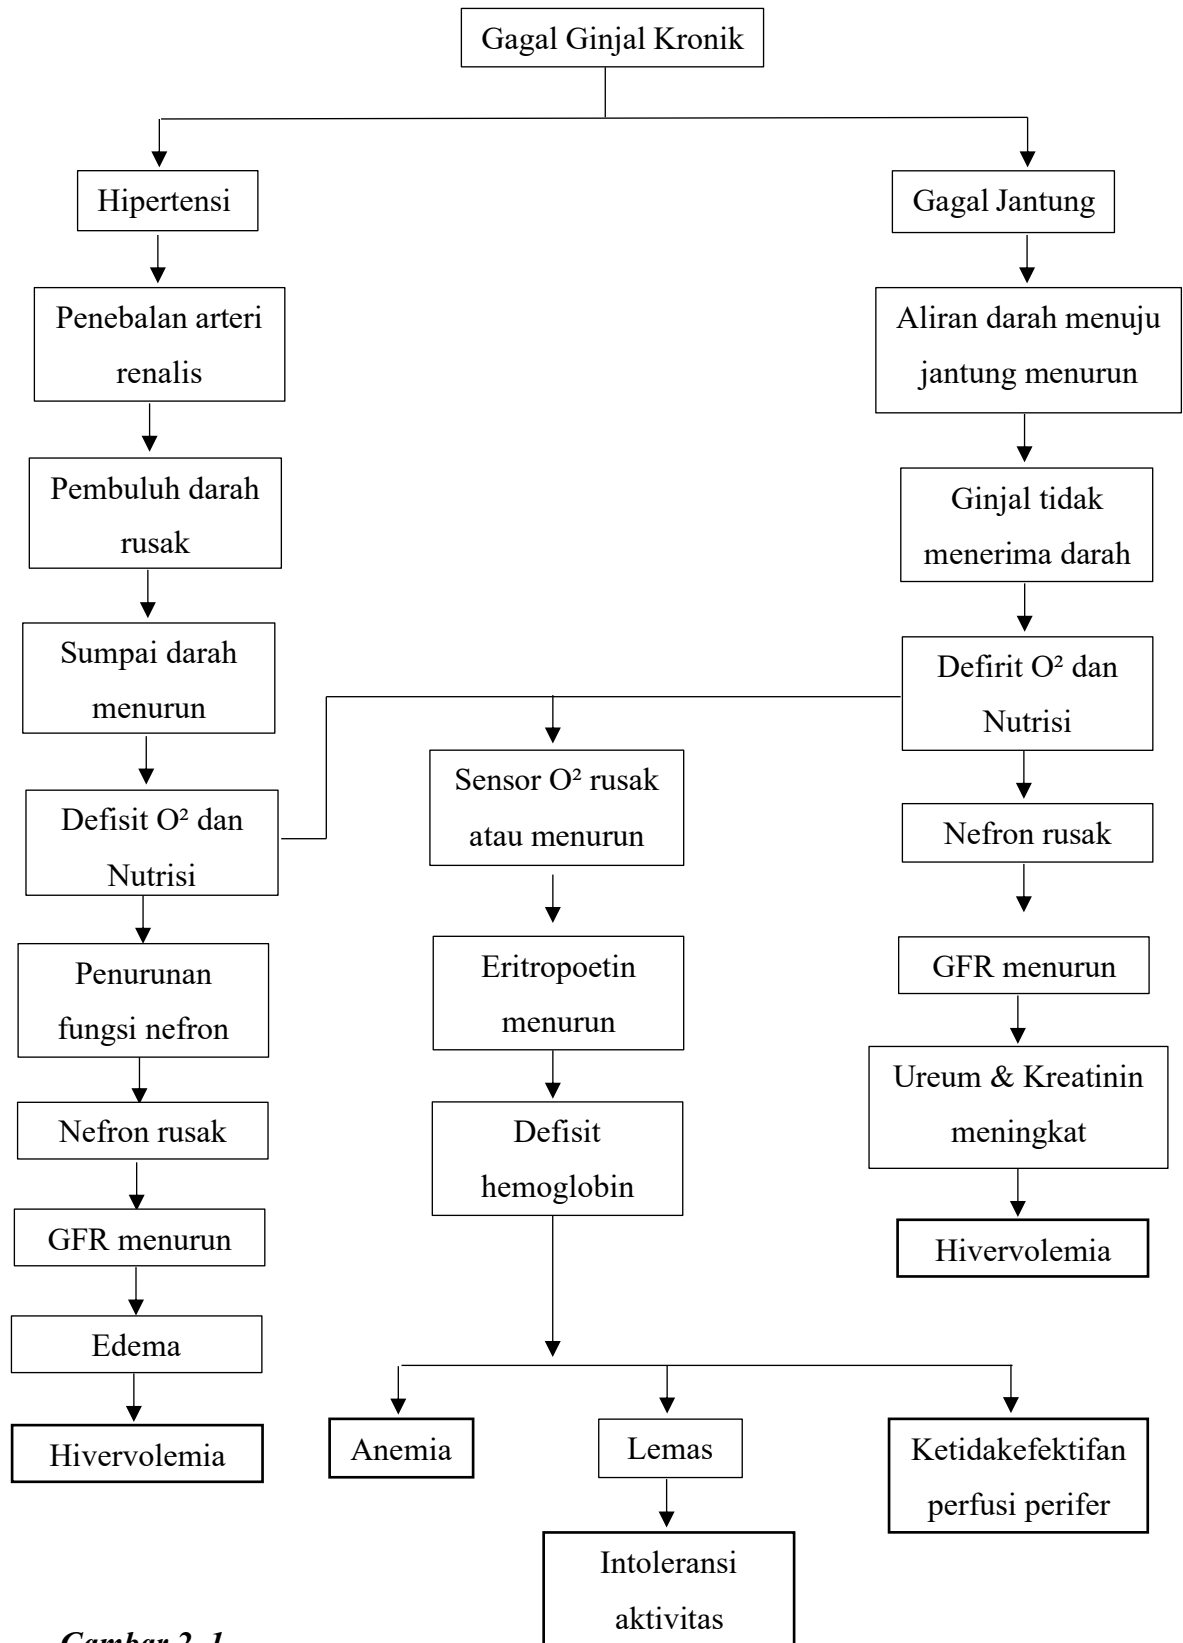 Gagal Ginjal Kronik
Hipertensi
Gagal Jantung
Penebalan arteri
renalis
Aliran darah menuju
jantung menurun
Pembuluh darah
rusak
Ginjal tidak
menerima darah
Sumpai darah
menurun
Defirit O² dan
Nutrisi
Sensor O² rusak
atau menurun
Defisit O² dan
Nutrisi
Nefron rusak
Penurunan
fungsi nefron
Eritropoetin
menurun
GFR menurun
Ureum & Kreatinin
meningkat
Nefron rusak
Defisit
hemoglobin
GFR menurun
Hivervolemia
Edema
Hivervolemia
Anemia
Lemas
Ketidakefektifan
perfusi perifer
Intoleransi
aktivitas
Gambar 2. 1